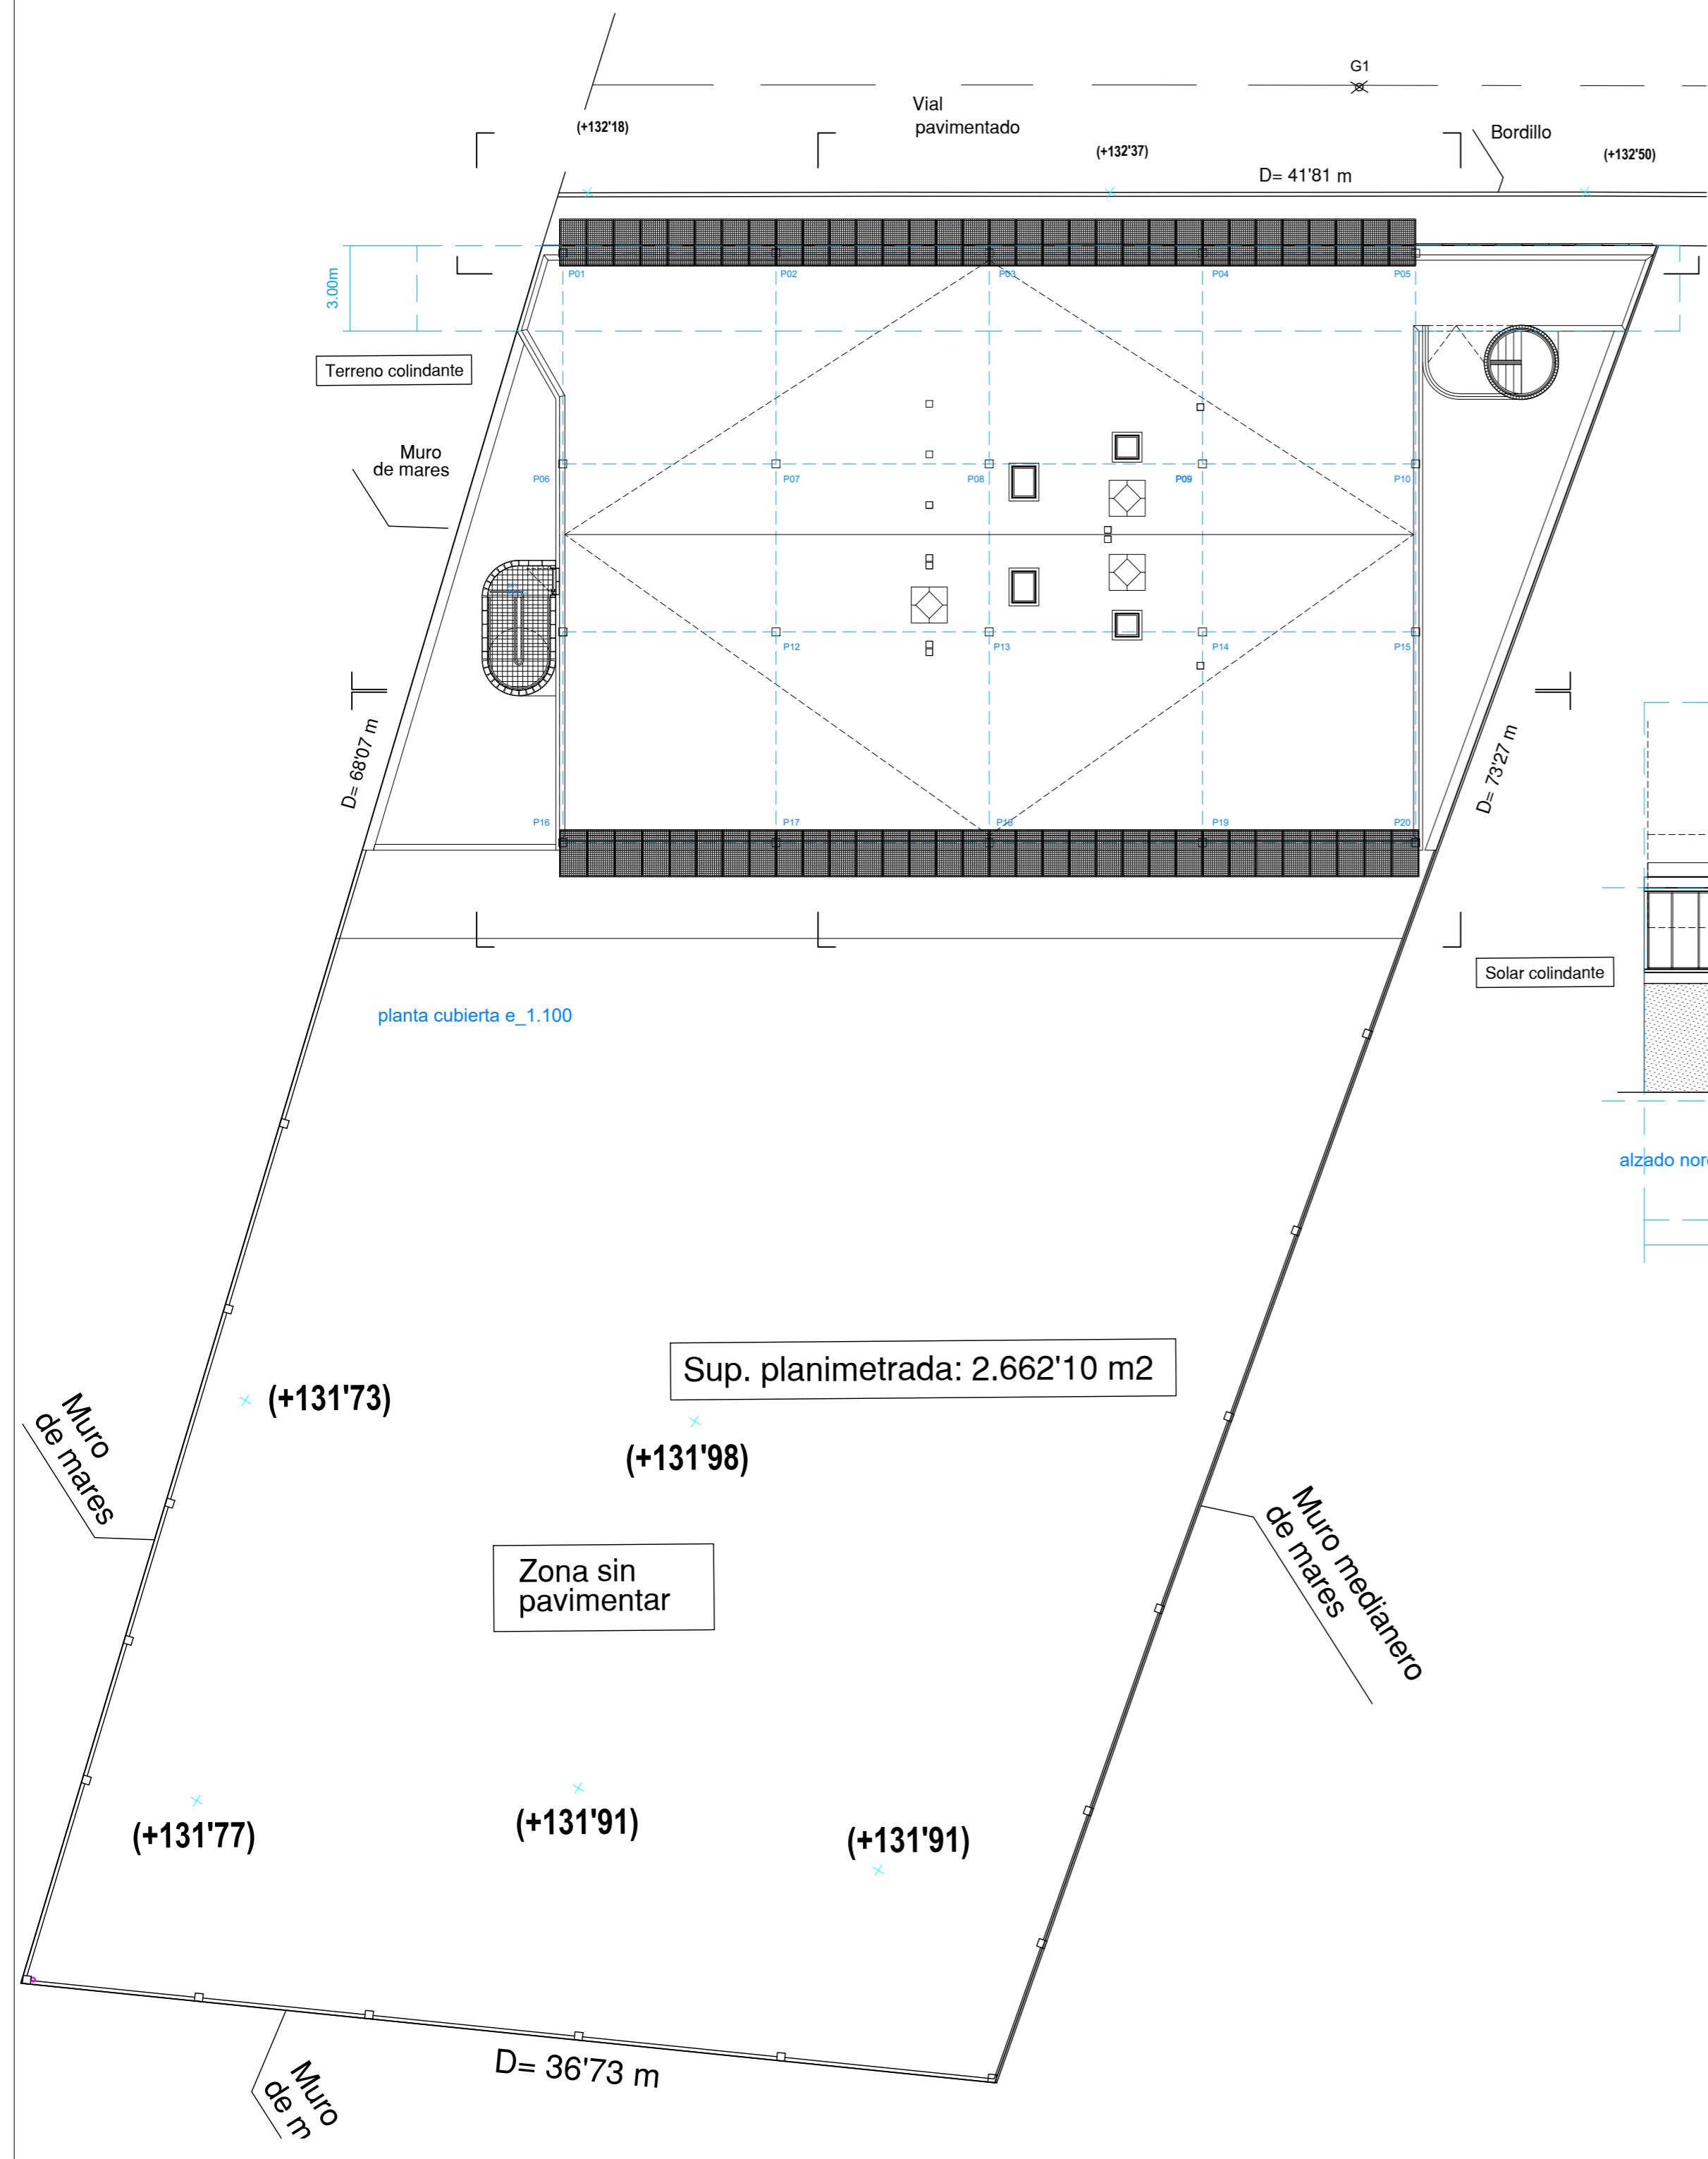 G1
Vial
pavimentado
(+132'18)
(+132'37)
Bordillo
(+132'50)
D= 41'81 m
3.00m
P01
P02
P03
P04
P05
Terreno colindante
Muro
de mares
P06
P07
P08
P09
P10
P12
P13
P14
P15
D= 68'07 m
D= 73'27 m
P16
P17
P18
P19
P20
Solar colindante
planta cubierta e_1.100
alzado nor
Sup. planimetrada: 2.662'10 m2
(+131'73)
(+131'98)
Muro
de mares
Zona sin
pavimentar
Muro medianero
de mares
(+131'77)
(+131'91)
(+131'91)
D= 36'73 m
Muro
de m